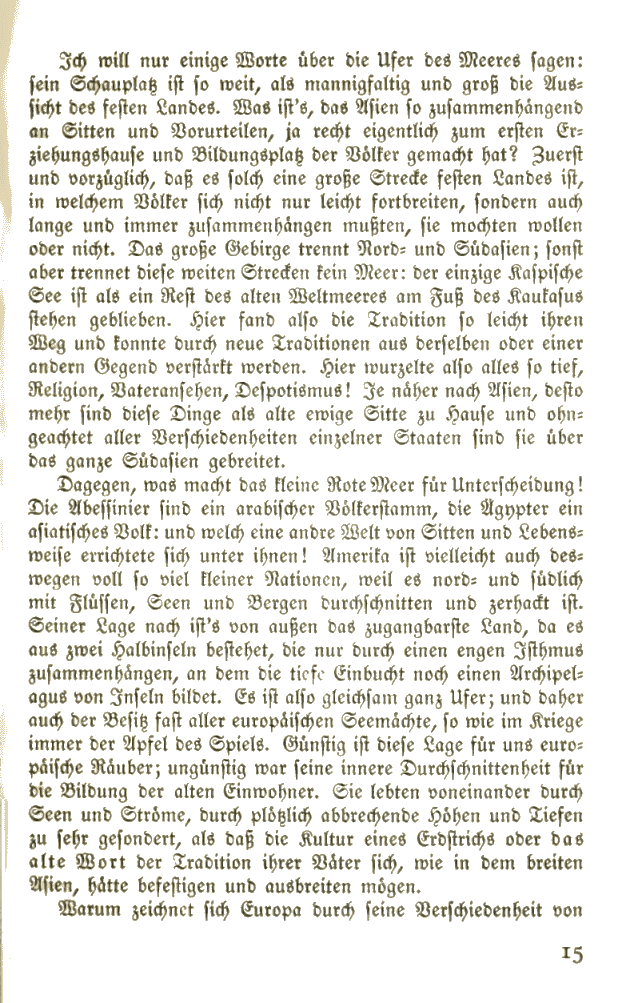 Ich will nur einige Worte über die Ufer des Meeres sagen:
sein Schauplatz ist so weit, als mannigfaltig und groß die Aus-
sicht des festen Landes. Was ist's, das Asien so zusammenhängend
an Sitten und Vorurteilen, ja recht eigentlich zum ersten Er-
ziehungshause und Bildungsplatz der Völker gemacht hat? Zuerst
und vorzüglich, daß es solch eine große Strecke festen Landes ist,
in welchem Völker sich nicht nur leicht fortbreiten, sondern auch
lange und immer zusammenhängen mußten, sie mochten wollen
oder nicht. Das große Gebirge trennt Nord- und Südasien; sonst
aber trennet diese weiten Strecken kein Meer: der einzige Kaspische
See ist als ein Rest des alten Weltmeeres am Fuß des Kaukasus
stehen geblieben. Hier fand also die Tradition so leicht ihren
Weg und konnte durch neue Traditionen aus derselben oder einer
andern Gegend verstärkt werden. Hier wurzelte also alles so tief,
Religion, Vateransehen, Despotismus! Je näher nach Asien, desto
mehr sind diese Dinge als alte ewige Sitte zu Hause und ohn-
geachtet aller Verschiedenheiten einzelner Staaten sind sie über
das ganze Südasien gebreitet.
Dagegen, was macht das kleine Rote Meer für Unterscheidung!
Die Abessinier sind ein arabischer Völkerstamm, die Ägypter ein
asiatisches Volk: und welch eine andre Welt von Sitten und Lebens-
weise errichtete sich unter ihnen! Amerika ist vielleicht auch des-
wegen voll so viel kleiner Nationen, weil es nord- und südlich
mit Flüssen, Seen und Bergen durchschnitten und zerhackt ist.
Seiner Lage nach ist's von außen das zugangbarste Land, da es
aus zwei Halbinseln bestehet, die nur durch einen engen Isthmus
zusammenhängen, an dem die tiefe Einbucht noch einen Archipel-
agus von Inseln bildet. Es ist also gleichsam ganz Ufer; und daher
auch der Besitz fast aller europäischen Seemächte, so wie im Kriege
immer der Apfel des Spiels. Günstig ist diese Lage für uns euro-
päische Räuber; ungünstig war seine innere Durchschnittenheit für
die Bildung der alten Einwohner. Sie lebten voneinander durch
Seen und Ströme, durch plötzlich abbrechende Höhen und Tiefen
zu sehr gesondert, als daß die Kultur eines Erdstrichs oder das
alte Wort der Tradition ihrer Väter sich, wie in dem breiten
Asien, hätte befestigen und ausbreiten mögen.
Warum zeichnet sich Europa durch seine Verschiedenheit von
15